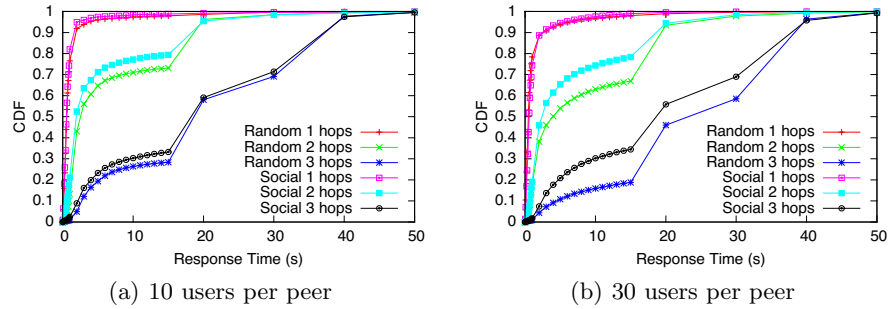 CDF
1
0.9
0.8
0.7
0.6
0.5
0.4
0.3
0.2
0.1
0
Random 1 hops
Random 2 hops
Random 3 hops
Social 1 hops
Social 2 hops
Social 3 hops
0 10 20 30 40 50
Response Time (s)
(a) 10 users per peer
CDF
1
0.9
0.8
0.7
0.6
0.5
0.4
0.3
0.2
0.1
0
Random 1 hops
Random 2 hops
Random 3 hops
Social 1 hops
Social 2 hops
Social 3 hops
0 10 20 30 40 50
Response Time (s)
(b) 30 users per peer